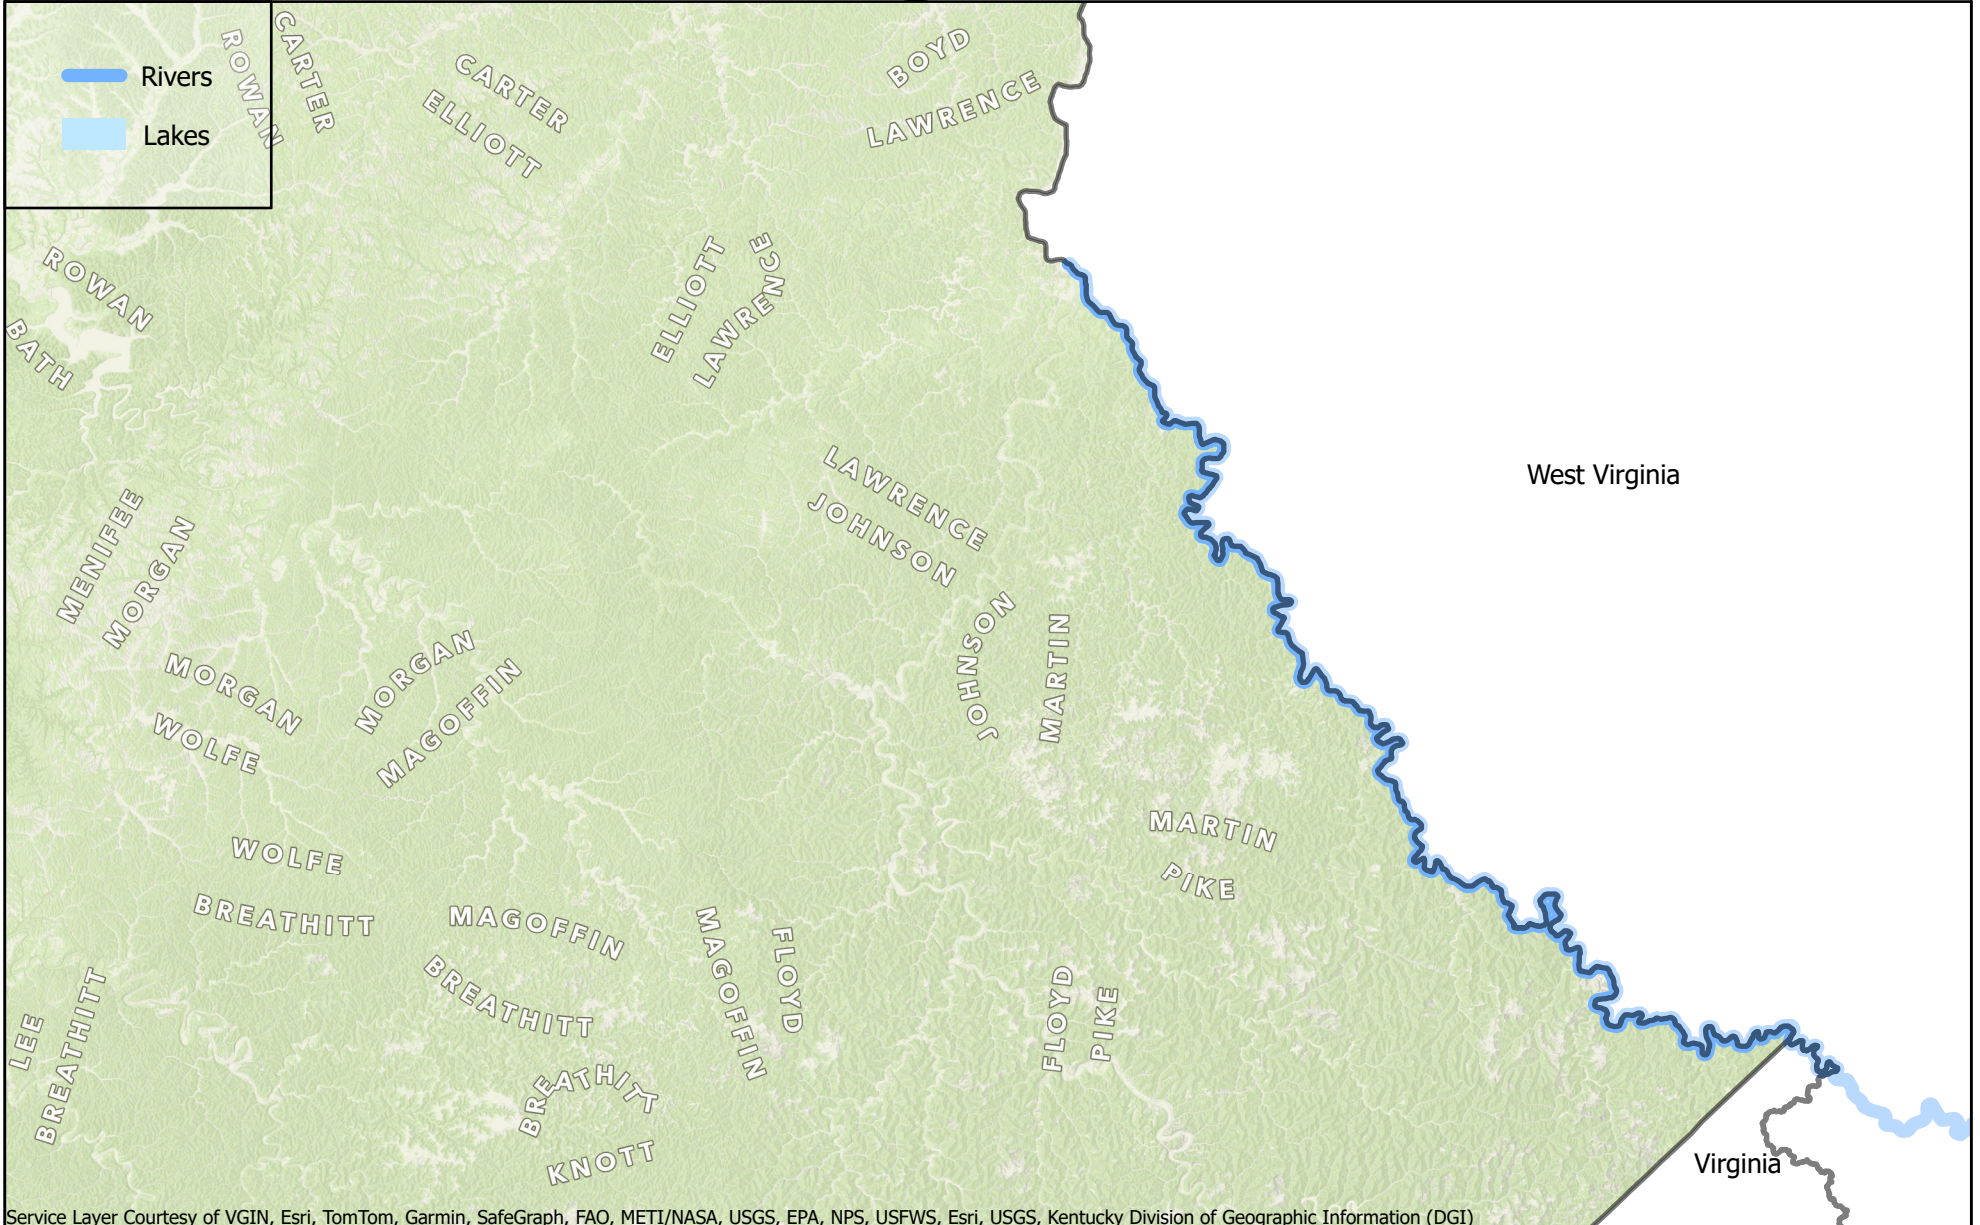 Rivers
Lakes
ROWAN
CARTER
CARTER
ELLIOTT
BOYD
LAWRENCE
ROWAN
BATH
ELLIOTT
LAWRENCE
LAWRENCE
JOHNSON
West Virginia
MENIFEE
MORGAN
MORGAN
WOLFE
MORGAN
MAGOFFIN
JOHNSON
MARTIN
MARTIN
PIKE
WOLFE
BREATHITT
MAGOFFIN
BREATHITT
MAGOFFIN
FLOYD
FLOYD
PIKE
LEE
BREATHITT
BREATHITT
KNOTT
Virginia
Service Layer Courtesy of VGIN, Esri, TomTom, Garmin, SafeGraph, FAO, METI/NASA, USGS, EPA, NPS, USFWS, Esri, USGS, Kentucky Division of Geographic Information (DGI)